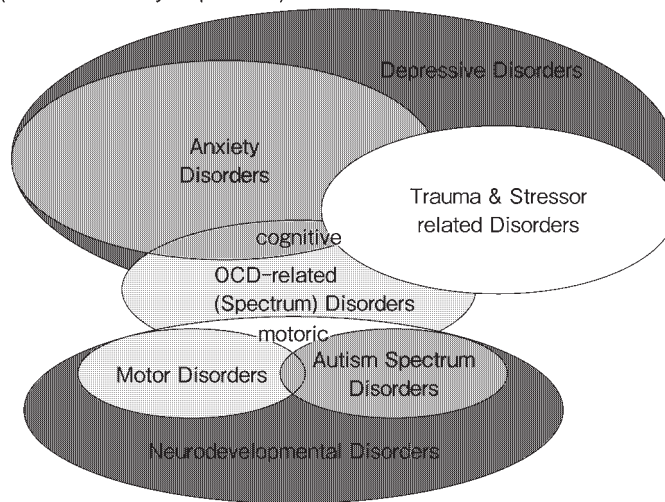 Depressive Disorders
Anxiety
Disorders
Trauma & Stressor
related Disorders
cognitive
OCD-related
(Spectrum) Disorders
motoric
Motor Disorders
Autism Spectrum
Disorders
Neurodevelopmental Disorders